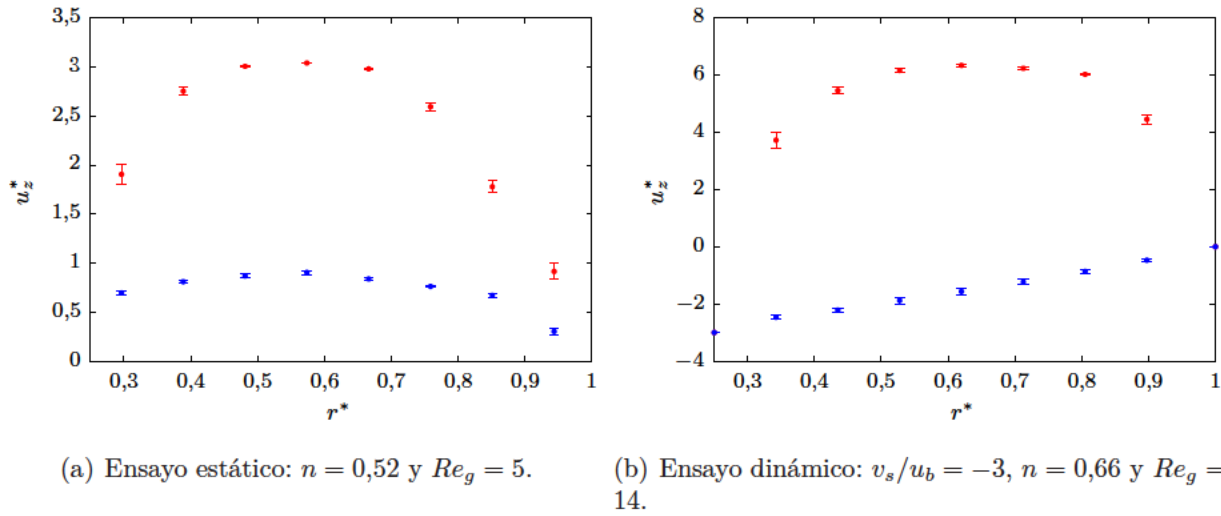 3,5
3
2,5
2
1,5
1
0,5
0
u*z
0,3 0,4 0,5 0,6 0,7 0,8 0,9 1
r*
8
6
4
2
0
−2
−4
u*z
0,3 0,4 0,5 0,6 0,7 0,8 0,9 1
r*
(a) Ensayo estático: n = 0,52 y Reg = 5.
(b) Ensayo dinámico: vs/ub = −3, n = 0,66 y Reg =
14.